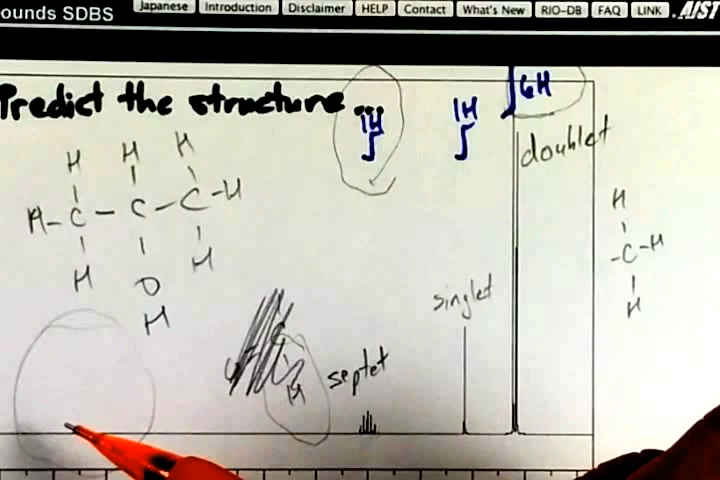 ounds SDBS
Japanese Introduction Disclaimer HELP Contact What's New RIO-DB FAQ LINK AIST
Predict the structure...
1H
1H
6H
doublet
H H H
H-C-C-C-H
H O H
H
H
-C-H
H
singlet
septet
H